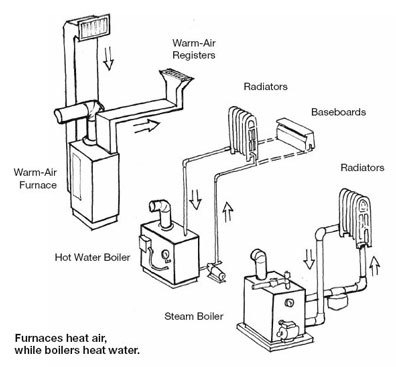 Warm-Air
Registers
Radiators
Baseboards
Radiators
Warm-Air
Furnace
Hot Water Boiler
Steam Boiler
Furnaces heat air,
while boilers heat water.